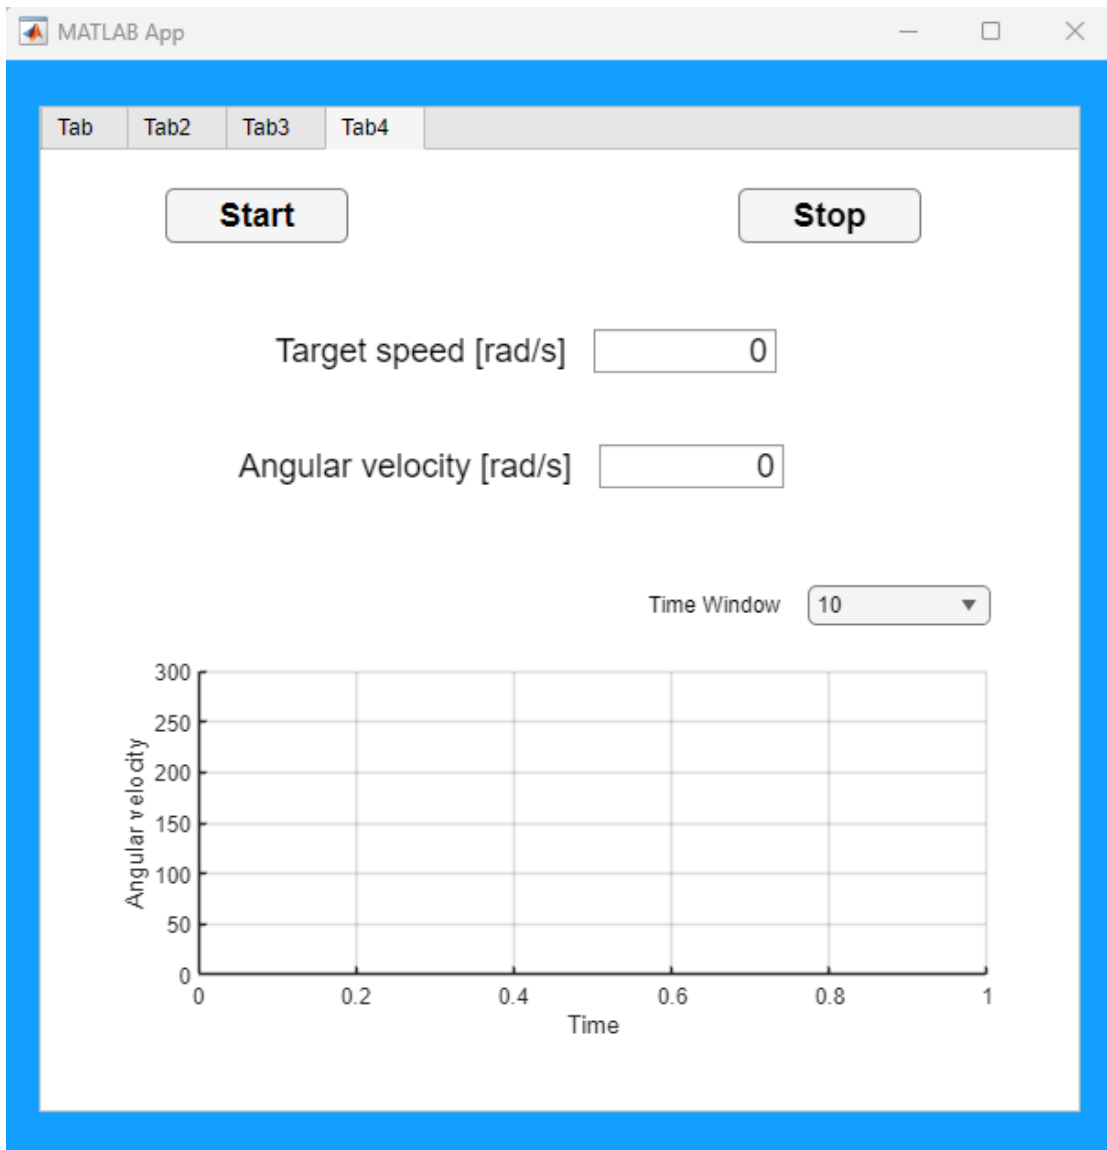 MATLAB App
Tab Tab2 Tab3 Tab4
Start Stop
Target speed [rad/s] 0
Angular velocity [rad/s] 0
Time Window 10
300
250
200
150
100
50
0
Angular velocity
0 0.2 0.4 0.6 0.8 1
Time